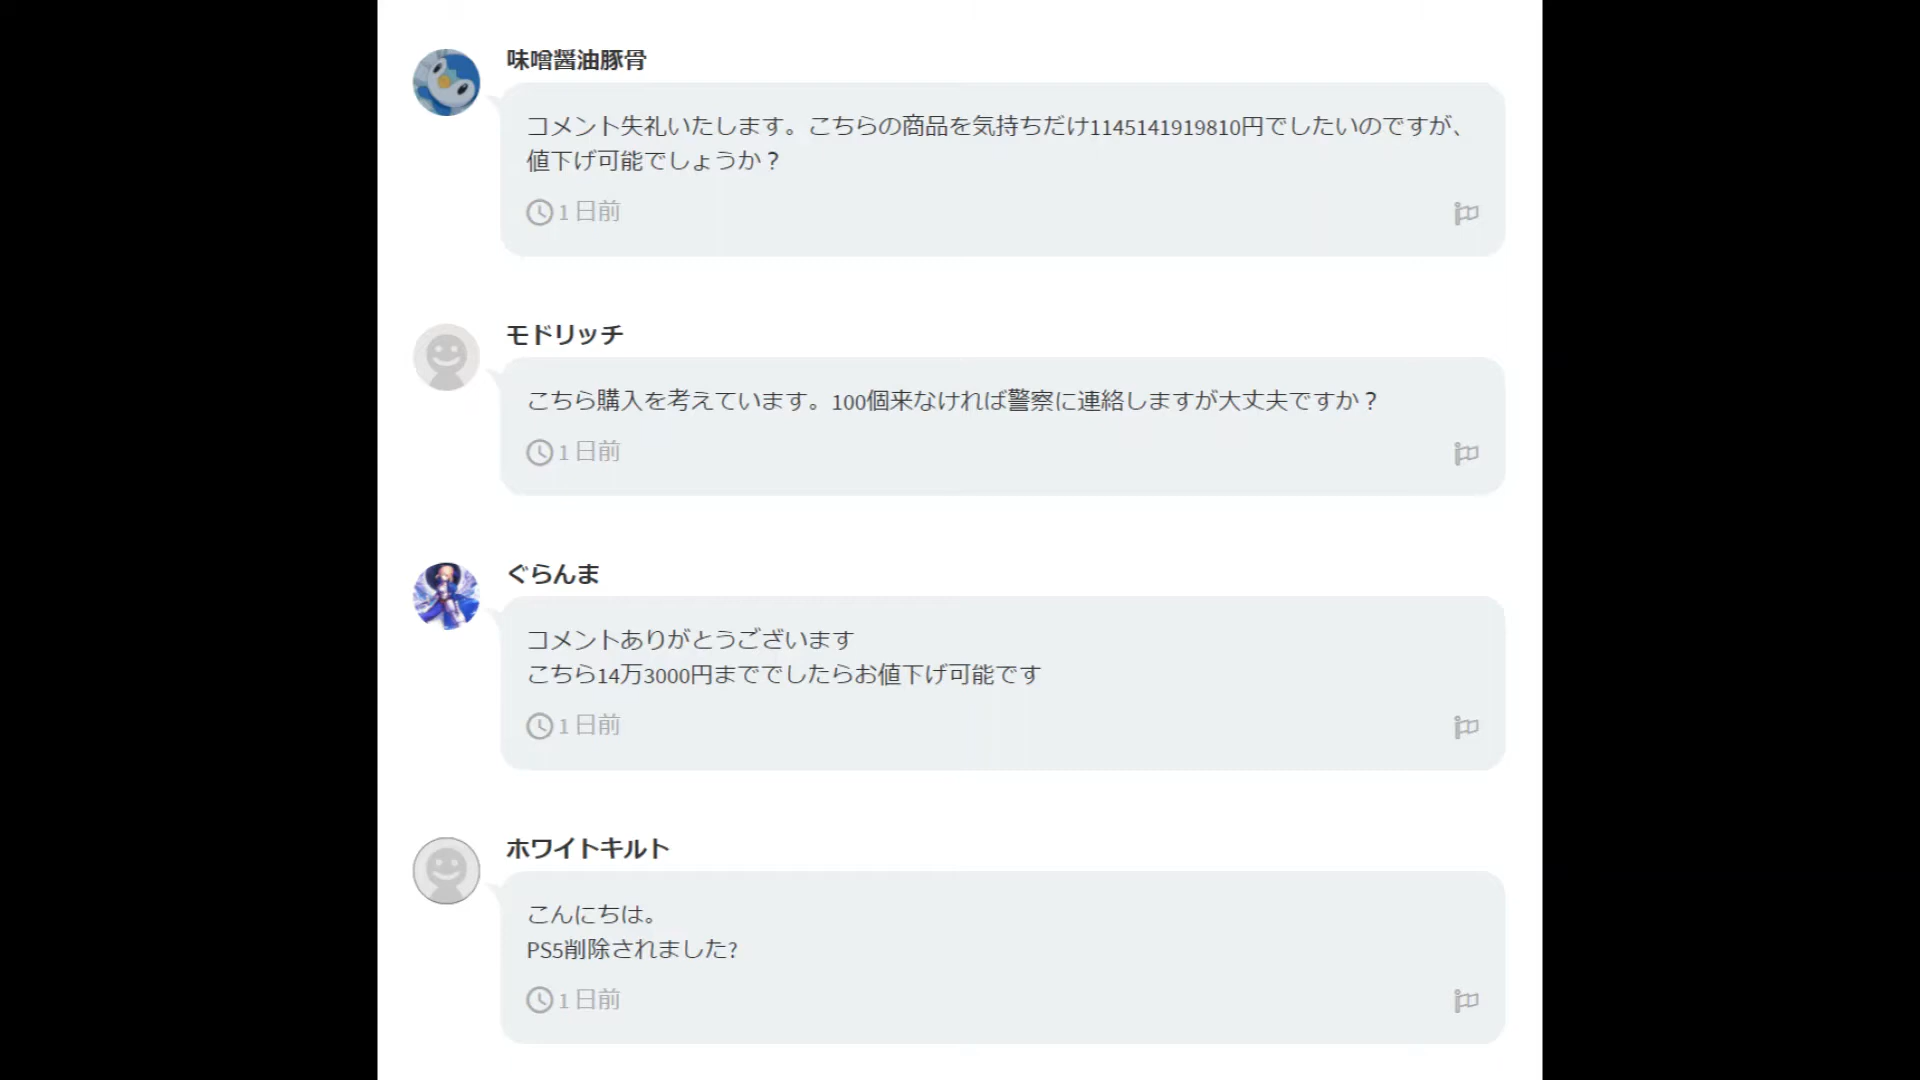 味噌醤油豚骨
コメント失礼いたします。こちらの商品を気持ちだけ1145141919810円でしたいのですが、
値下げ可能でしょうか？
1 日前
モドリッチ
こちら購入を考えています。100個来なければ警察に連絡しますが大丈夫ですか？
1 日前
ぐらんま
コメントありがとうございます
こちら14万3000円まででしたらお値下げ可能です
1 日前
ホワイトキルト
こんにちは。
PS5削除されました?
1 日前